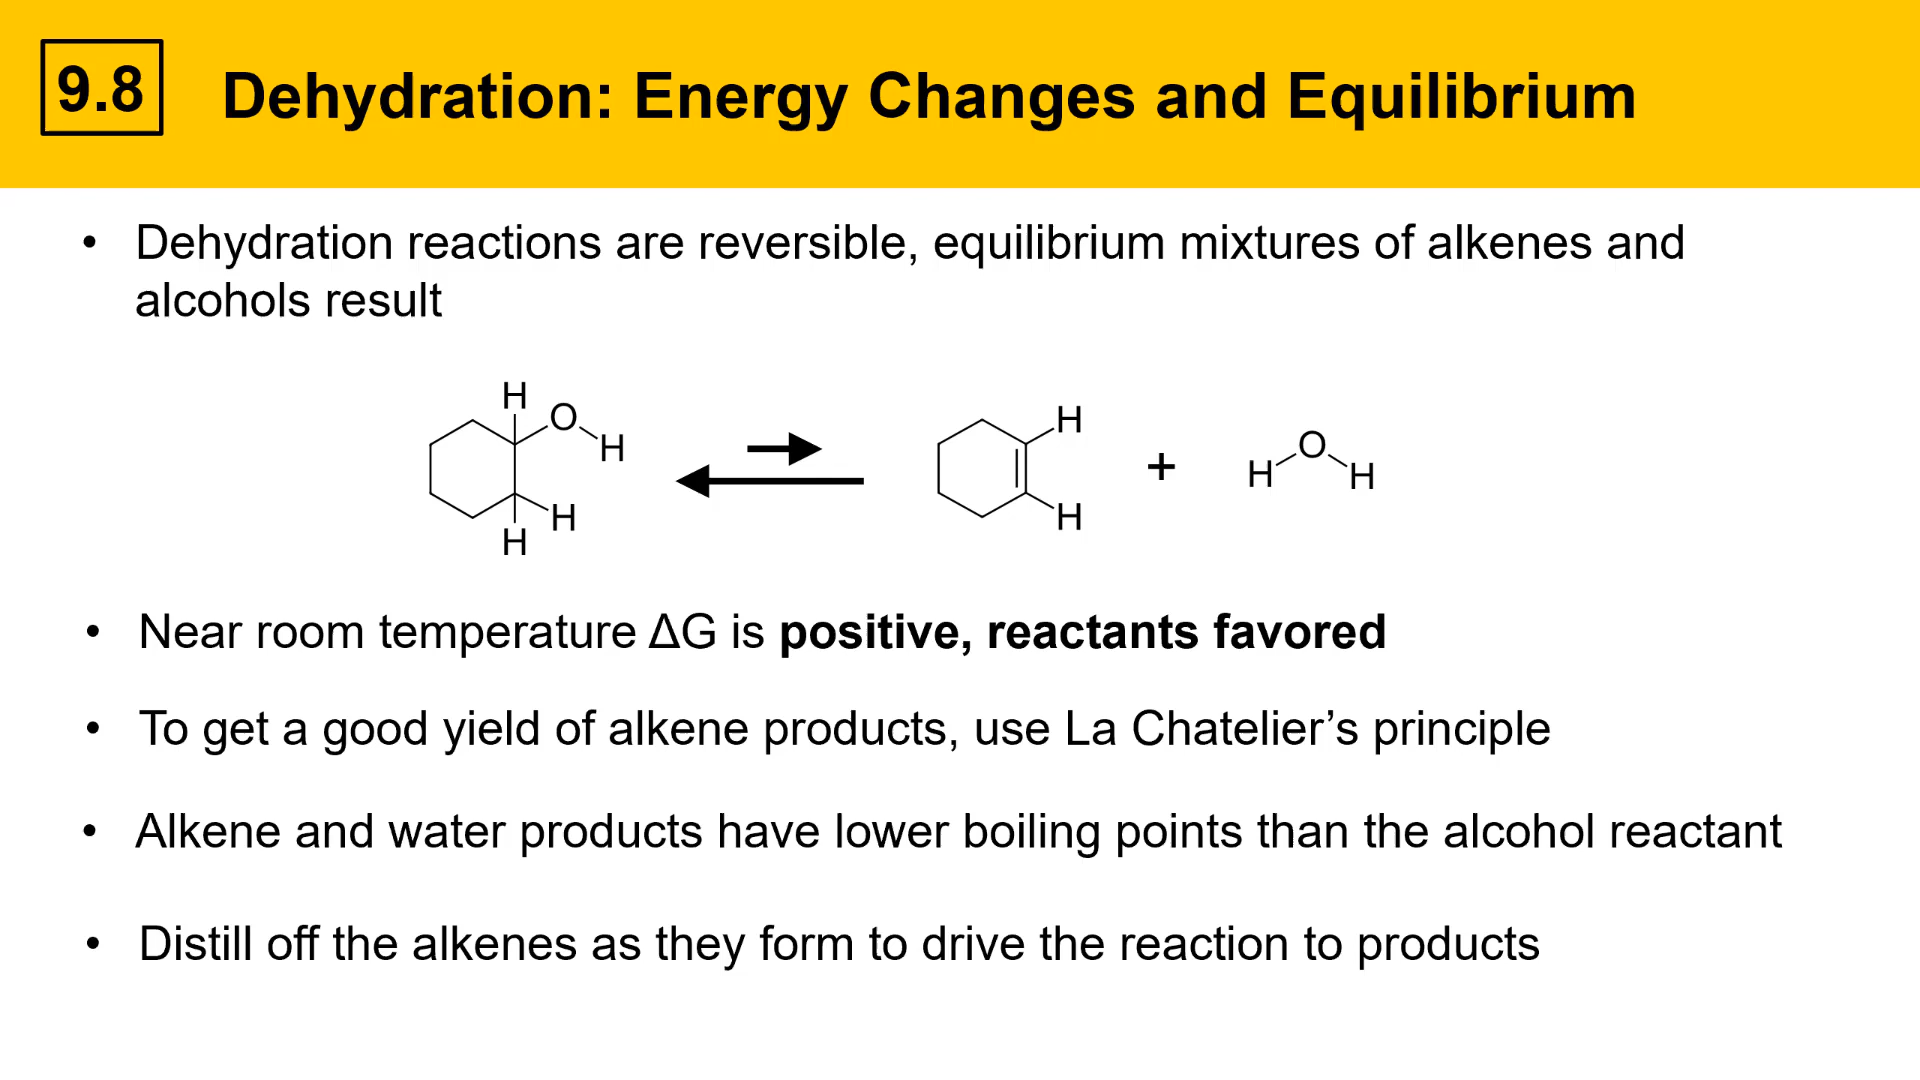 9.8
Dehydration: Energy Changes and Equilibrium
• Dehydration reactions are reversible, equilibrium mixtures of alkenes and
alcohols result
H
O
H
H
H
H
H
+
H
O
H
• Near room temperature ΔG is positive, reactants favored
• To get a good yield of alkene products, use La Chatelier’s principle
• Alkene and water products have lower boiling points than the alcohol reactant
• Distill off the alkenes as they form to drive the reaction to products